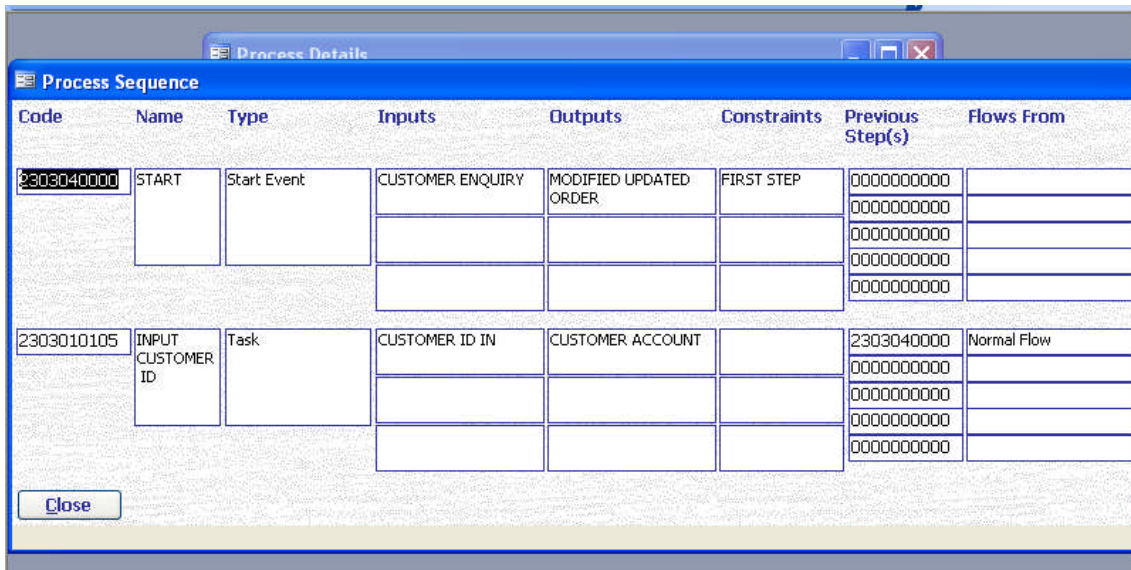 Process Details
Process Sequence
Code Name Type Inputs Outputs Constraints Previous Step(s) Flows From
2303040000 START Start Event CUSTOMER ENQUIRY MODIFIED UPDATED ORDER FIRST STEP 0000000000
0000000000
0000000000
0000000000
0000000000
2303010105 INPUT CUSTOMER ID Task CUSTOMER ID IN CUSTOMER ACCOUNT 2303040000 Normal Flow
0000000000
0000000000
0000000000
0000000000
Close